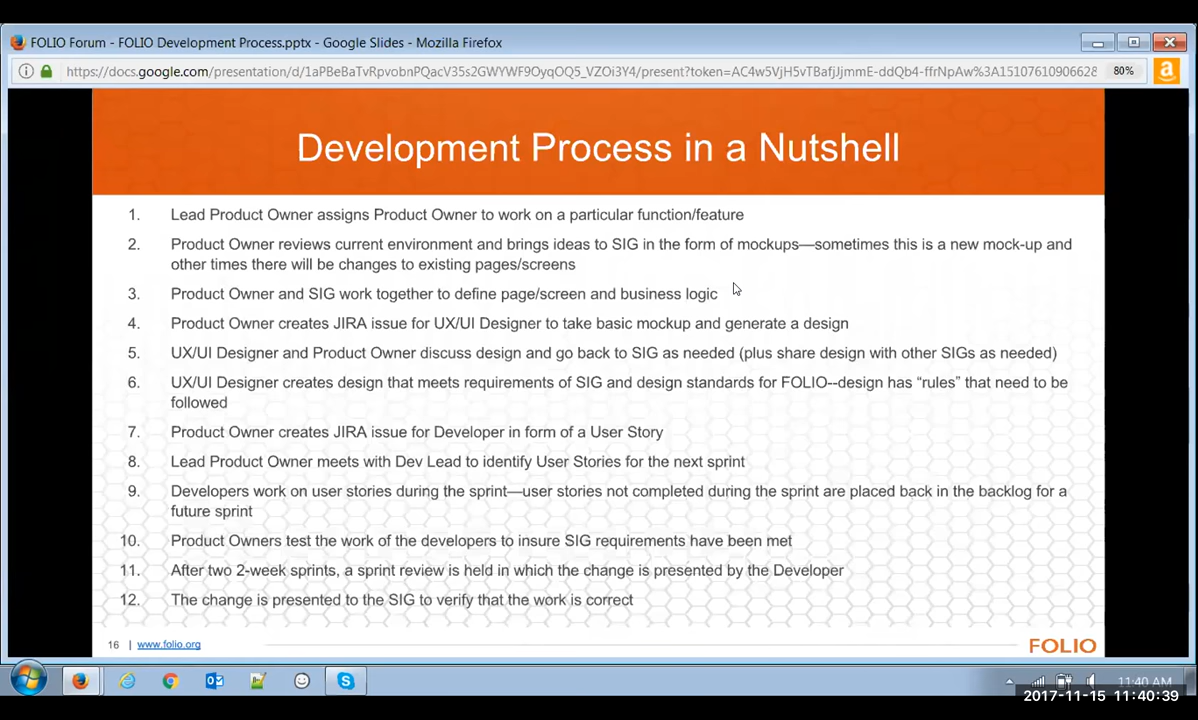 FOLIO Forum - FOLIO Development Process.pptx - Google Slides - Mozilla Firefox
https://docs.google.com/presentation/d/1aPBeBaTvRpvobnPQacV35s2GWYWF9OyqOQ5_VZOi3Y4/present?token=AC4w5VjH5vTBafjIJjmmE-ddQb4-ffrNpAw%3A15107610906628 80%
Development Process in a Nutshell
1. Lead Product Owner assigns Product Owner to work on a particular function/feature
2. Product Owner reviews current environment and brings ideas to SIG in the form of mockups—sometimes this is a new mock-up and
other times there will be changes to existing pages/screens
3. Product Owner and SIG work together to define page/screen and business logic
4. Product Owner creates JIRA issue for UX/UI Designer to take basic mockup and generate a design
5. UX/UI Designer and Product Owner discuss design and go back to SIG as needed (plus share design with other SIGs as needed)
6. UX/UI Designer creates design that meets requirements of SIG and design standards for FOLIO--design has “rules” that need to be
followed
7. Product Owner creates JIRA issue for Developer in form of a User Story
8. Lead Product Owner meets with Dev Lead to identify User Stories for the next sprint
9. Developers work on user stories during the sprint—user stories not completed during the sprint are placed back in the backlog for a
future sprint
10. Product Owners test the work of the developers to insure SIG requirements have been met
11. After two 2-week sprints, a sprint review is held in which the change is presented by the Developer
12. The change is presented to the SIG to verify that the work is correct
16 | www.folio.org
FOLIO
11:40 AM
2017-11-15 11:40:39